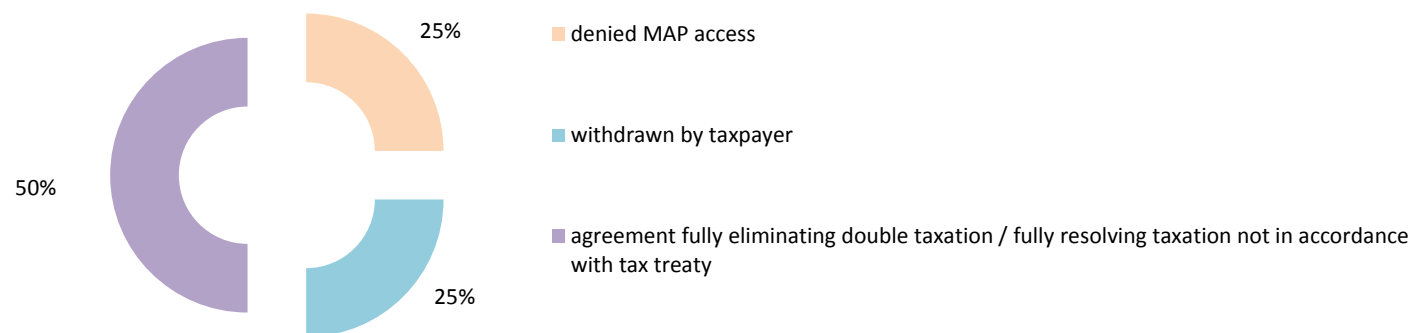 25%
denied MAP access
withdrawn by taxpayer
50%
agreement fully eliminating double taxation / fully resolving taxation not in accordance
with tax treaty
25%